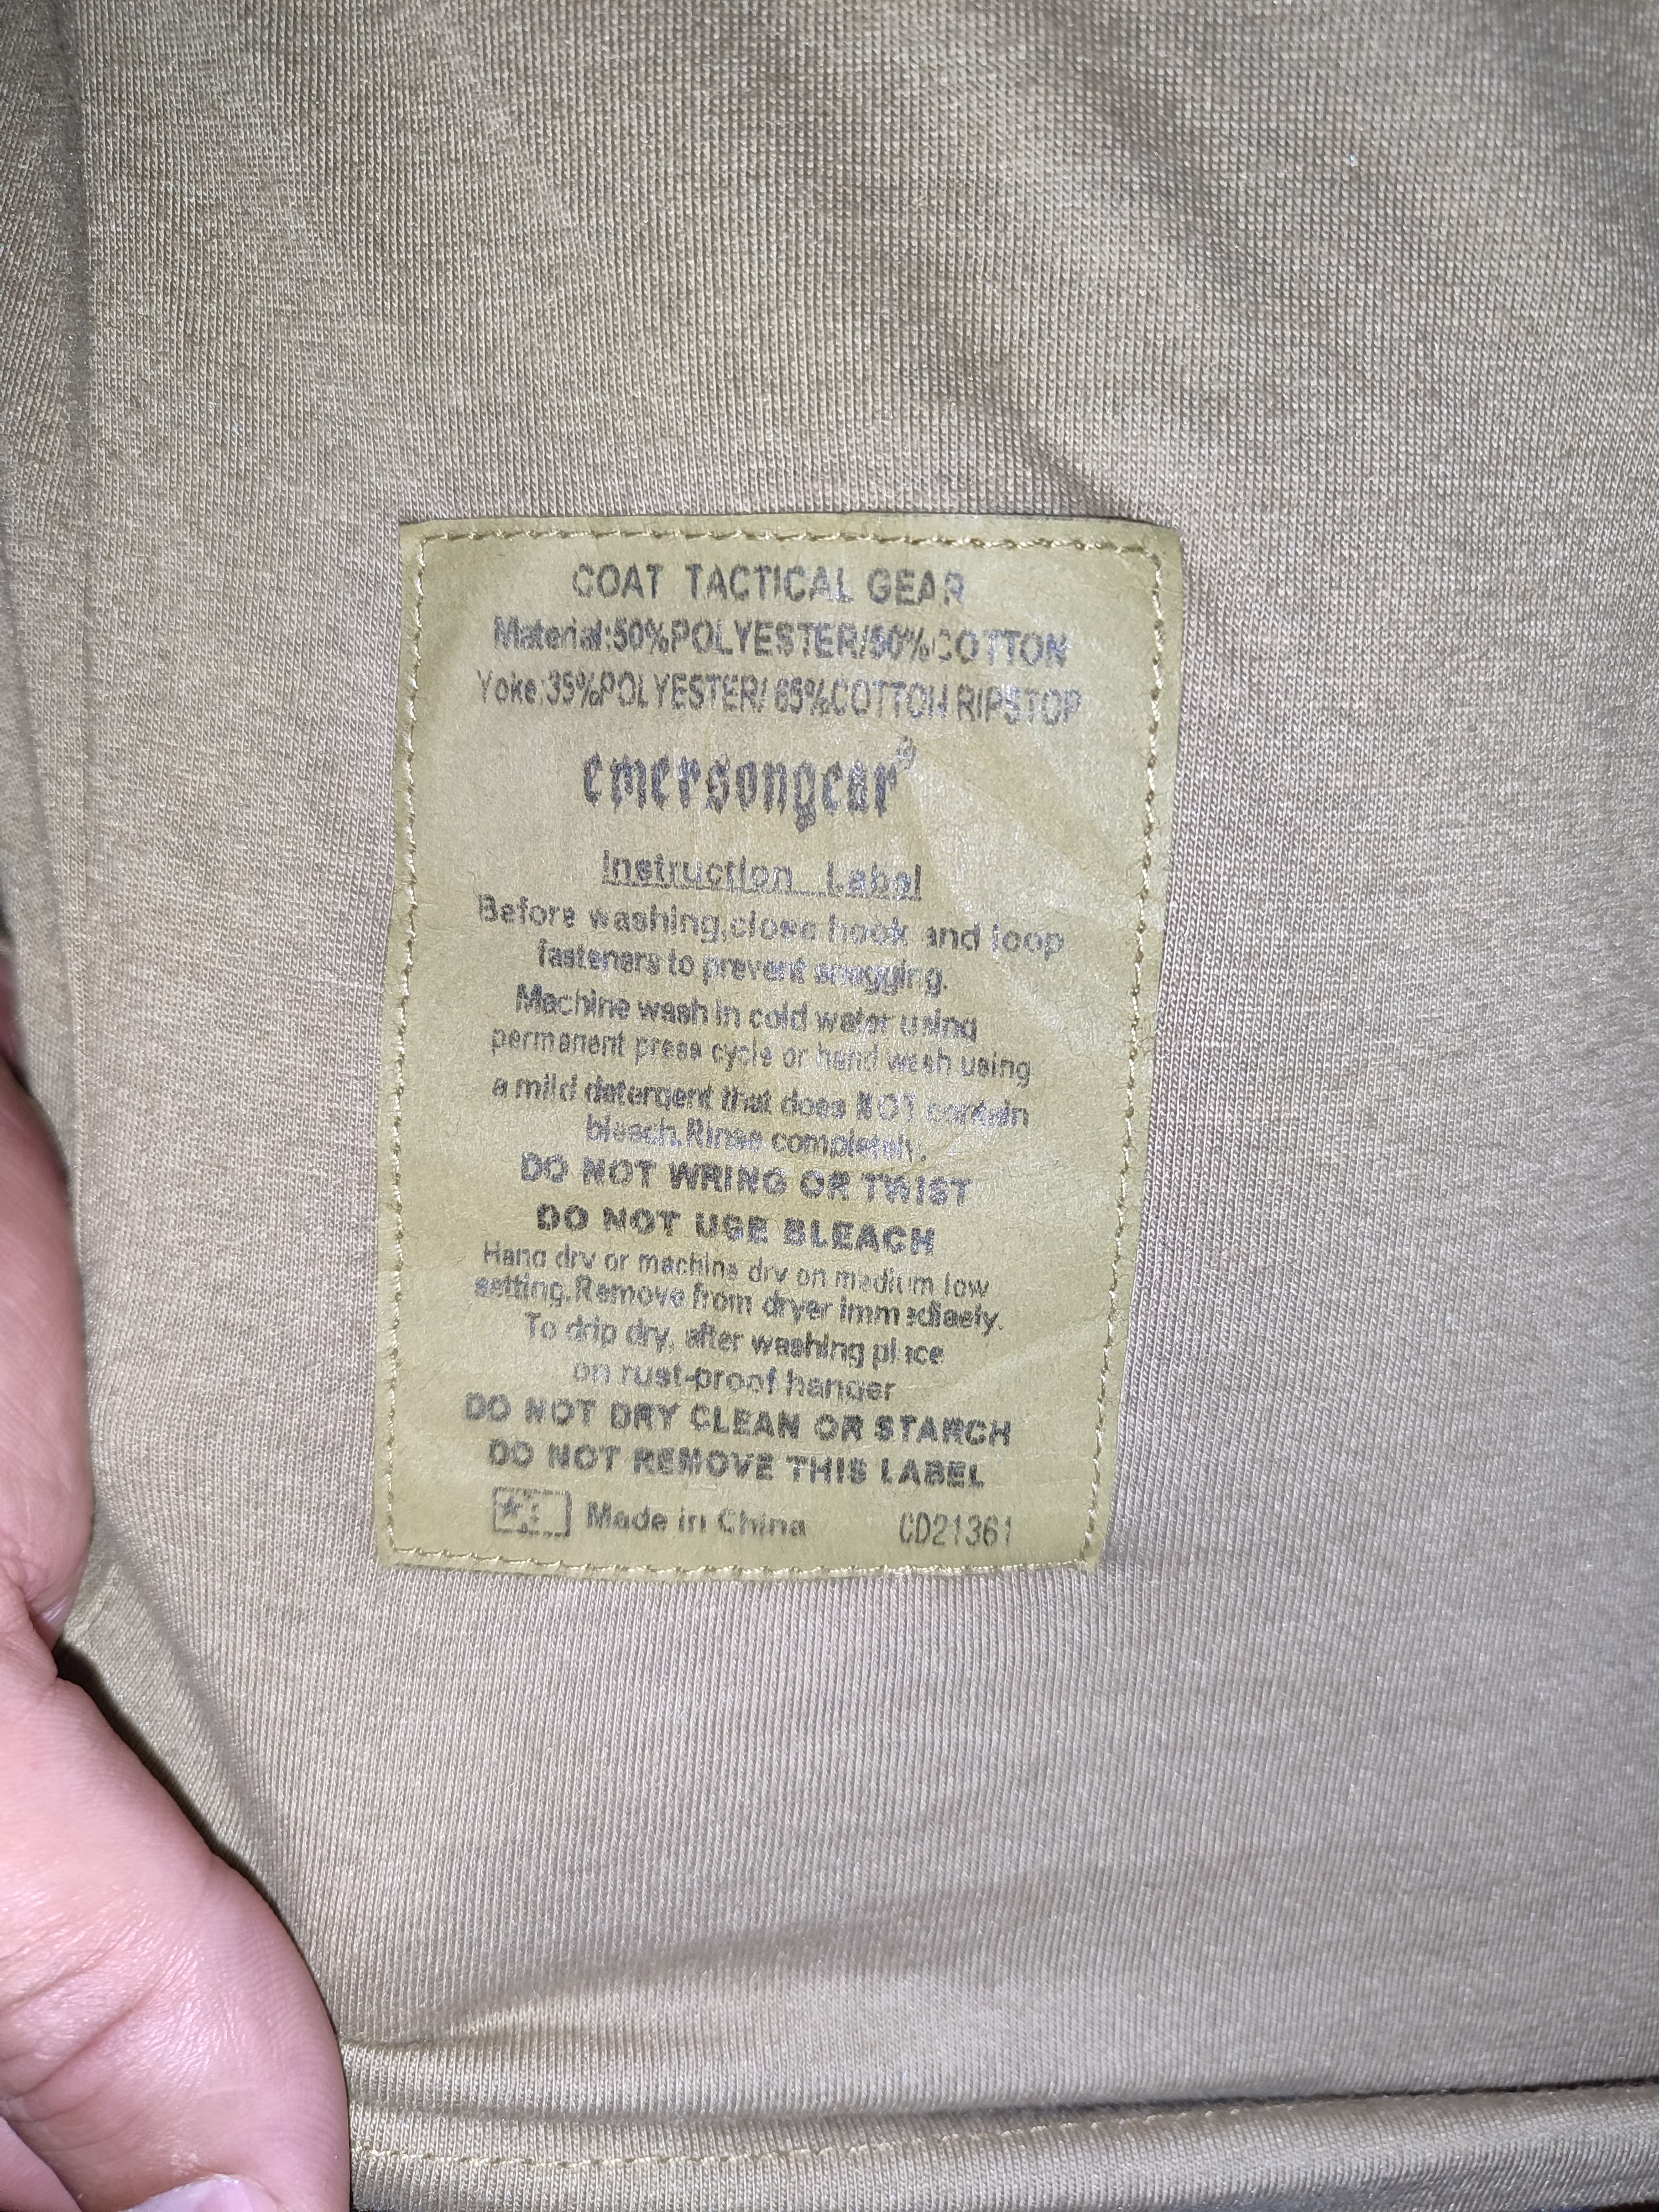 COAT TACTICAL GEAR
Material:50%POLYESTER/50%COTTON
Yoke:35%POLYESTER/ 65%COTTON RIPSTOP
emersongear®
Instruction Label
Before washing,close hook and loop
fasteners to prevent snagging.
Machine wash in cold water using
permanent press cycle or hand wash using
a mild detergent that does NOT contain
bleach.Rinse completely.
DO NOT WRING OR TWIST
DO NOT USE BLEACH
Hang dry or machine dry on medium low
setting.Remove from dryer immediaely.
To drip dry, after washing place
on rust-proof hanger
DO NOT DRY CLEAN OR STARCH
DO NOT REMOVE THIS LABEL
Made in China CD21361